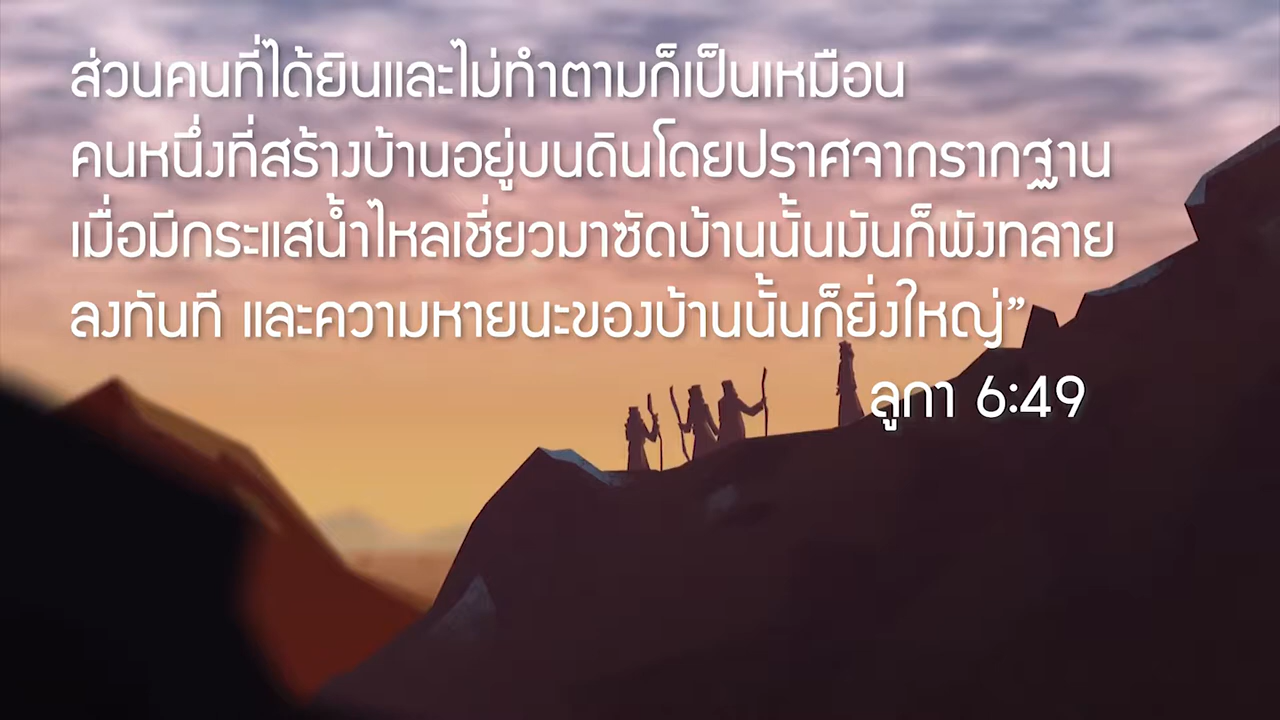 ส่วนคนที่ได้ยินและไม่ทำตามก็เป็นเหมือน
คนหนึ่งที่สร้างบ้านอยู่บนดินโดยปราศจากรากฐาน
เมื่อมีกระแสน้ำไหลเชี่ยวมาซัดบ้านนั้นมันก็พังทลาย
ลงทันที และความหายนะของบ้านนั้นก็ยิ่งใหญ่”
ลูกา 6:49